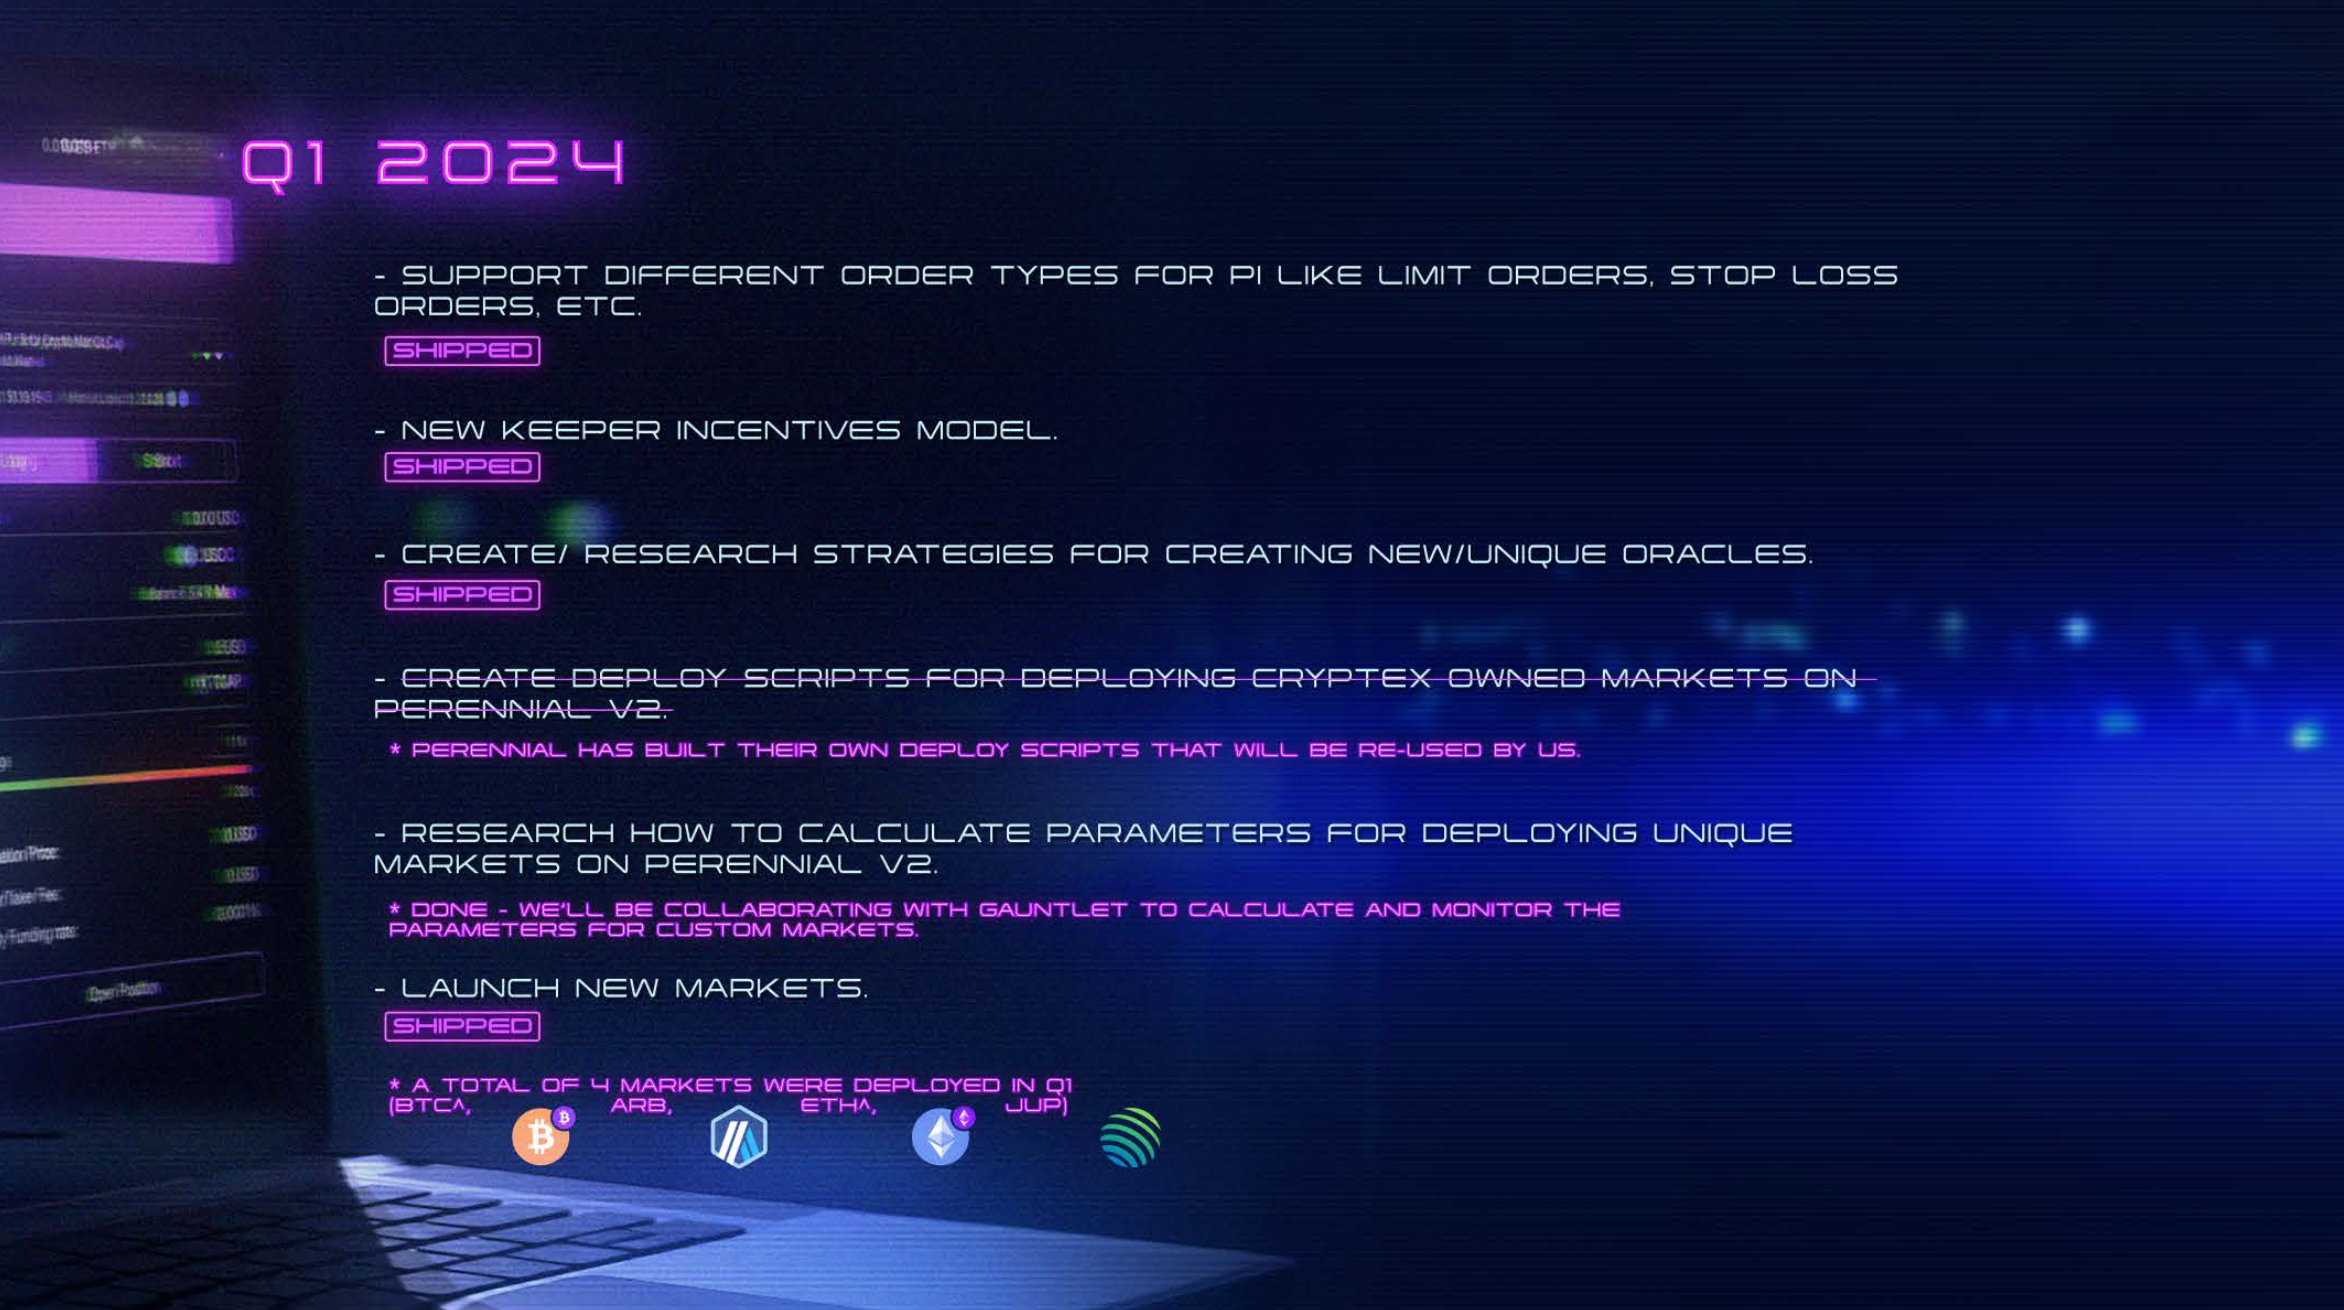 Q1 2024
- SUPPORT DIFFERENT ORDER TYPES FOR PI LIKE LIMIT ORDERS, STOP LOSS
ORDERS, ETC.
SHIPPED
- NEW KEEPER INCENTIVES MODEL.
SHIPPED
- CREATE/ RESEARCH STRATEGIES FOR CREATING NEW/UNIQUE ORACLES.
SHIPPED
- CREATE DEPLOY SCRIPTS FOR DEPLOYING CRYPTEX OWNED MARKETS ON
PERENNIAL V2.
* PERENNIAL HAS BUILT THEIR OWN DEPLOY SCRIPTS THAT WILL BE RE-USED BY US.
- RESEARCH HOW TO CALCULATE PARAMETERS FOR DEPLOYING UNIQUE
MARKETS ON PERENNIAL V2.
* DONE - WE'LL BE COLLABORATING WITH GAUNTLET TO CALCULATE AND MONITOR THE
PARAMETERS FOR CUSTOM MARKETS.
- LAUNCH NEW MARKETS.
SHIPPED
* A TOTAL OF 4 MARKETS WERE DEPLOYED IN Q1
(BTC^, ARB, ETH^, JUP)
Open Position